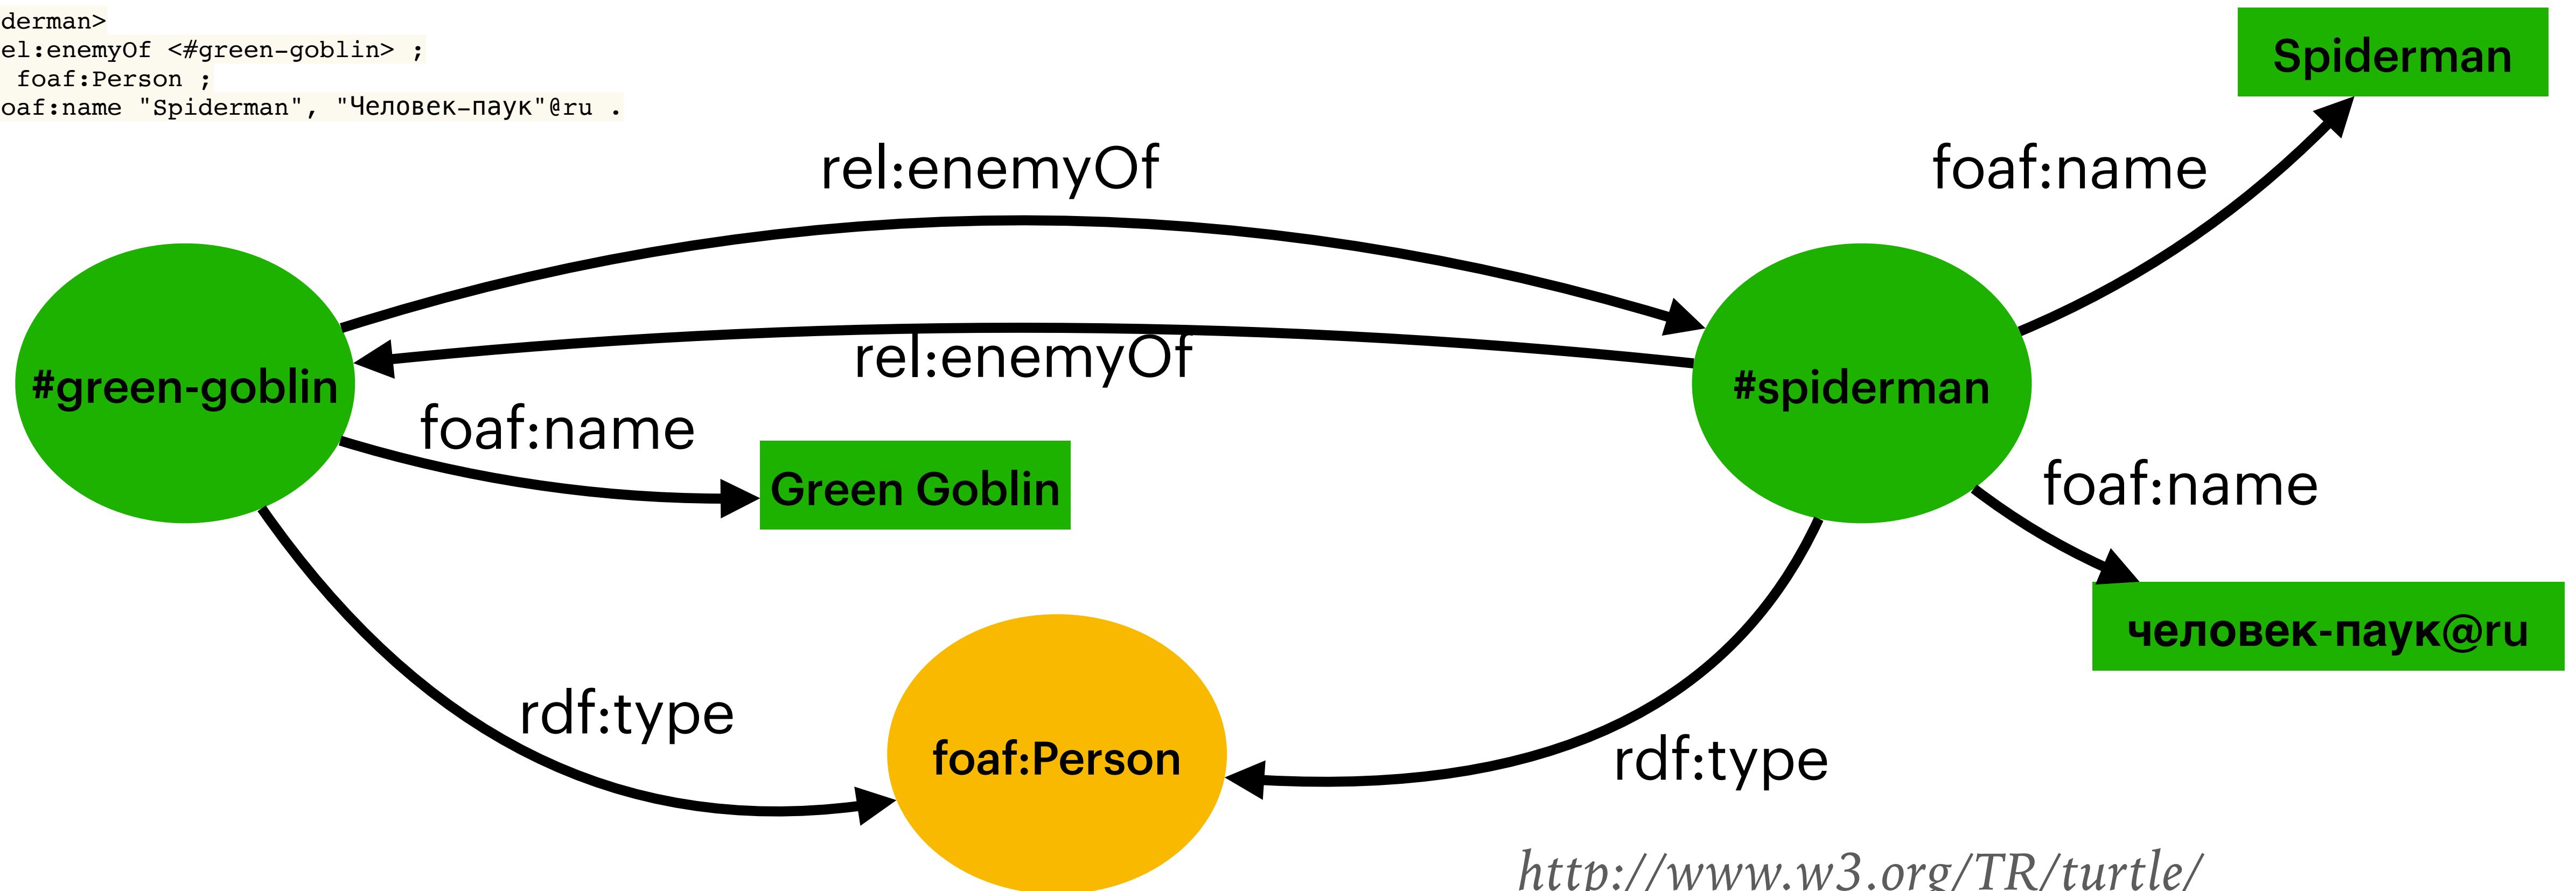 derman>
el:enemyOf <#green-goblin> ;
foaf:Person ;
oaf:name "Spiderman", "Человек-паук"@ru .
Spiderman
rel:enemyOf
foaf:name
rel:enemyOf
#green-goblin
#spiderman
foaf:name
Green Goblin
foaf:name
человек-паук@ru
rdf:type
foaf:Person
rdf:type
http://www.w3.org/TR/turtle/